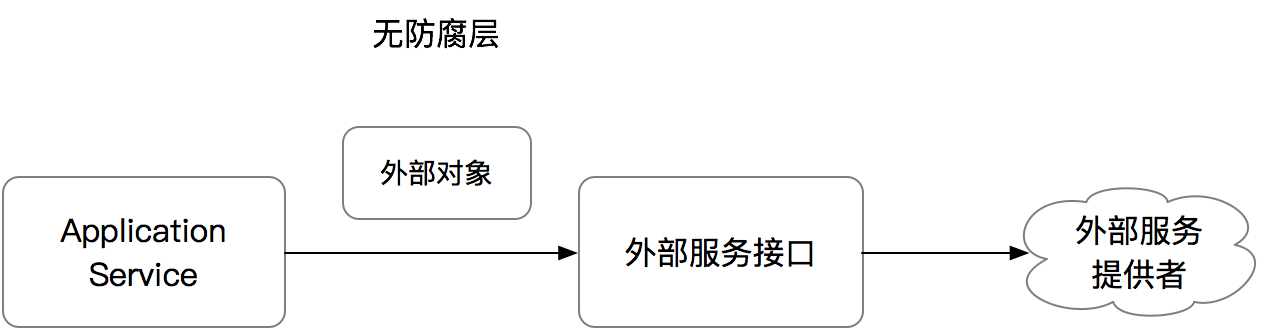 无防腐层
外部对象
Application
Service
外部服务接口
外部服务
提供者